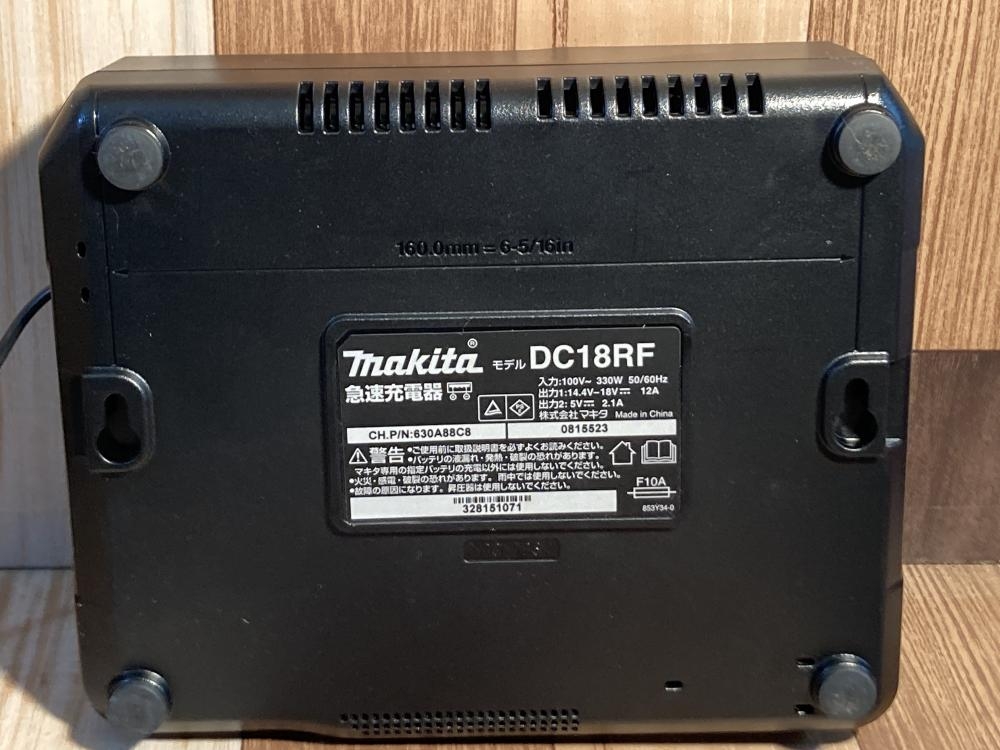 160.0mm = 6-5/16in
makita® モデル DC18RF
急速充電器
入力:100V~ 330W 50/60Hz
出力1:14.4V-18V⎓ 12A
出力2: 5V⎓ 2.1A
株式会社マキタ Made in China
CH.P/N:630A88C8
0815523
警告
•ご使用前に取扱説明書を必ずよくお読みください。
•バッテリの液漏れ・発熱・破裂の恐れがあります。
マキタ専用の指定バッテリの充電以外には使用しないでください。
•火災・感電・破裂の恐れがあります。雨中では使用しないでください。
•故障の原因になります。昇圧器は使用しないでください。
F10A
328151071
853Y34-0